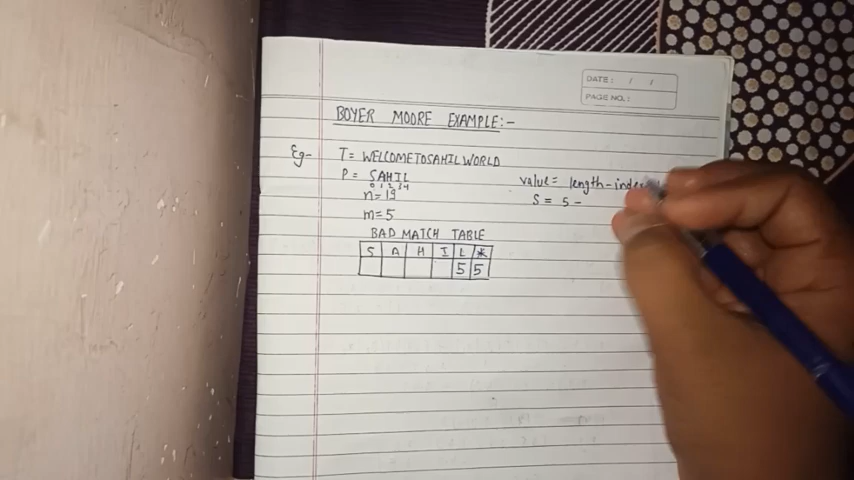 DATE: / /
PAGE NO.:
BOYER MOORE EXAMPLE:-
Eg- T= WELCOMETOSAHILWORLD
P= SAHIL
0 1 2 3 4
n=19
m=5
value= length-index
S = 5-
BAD MATCH TABLE
S A H I L *
5 5